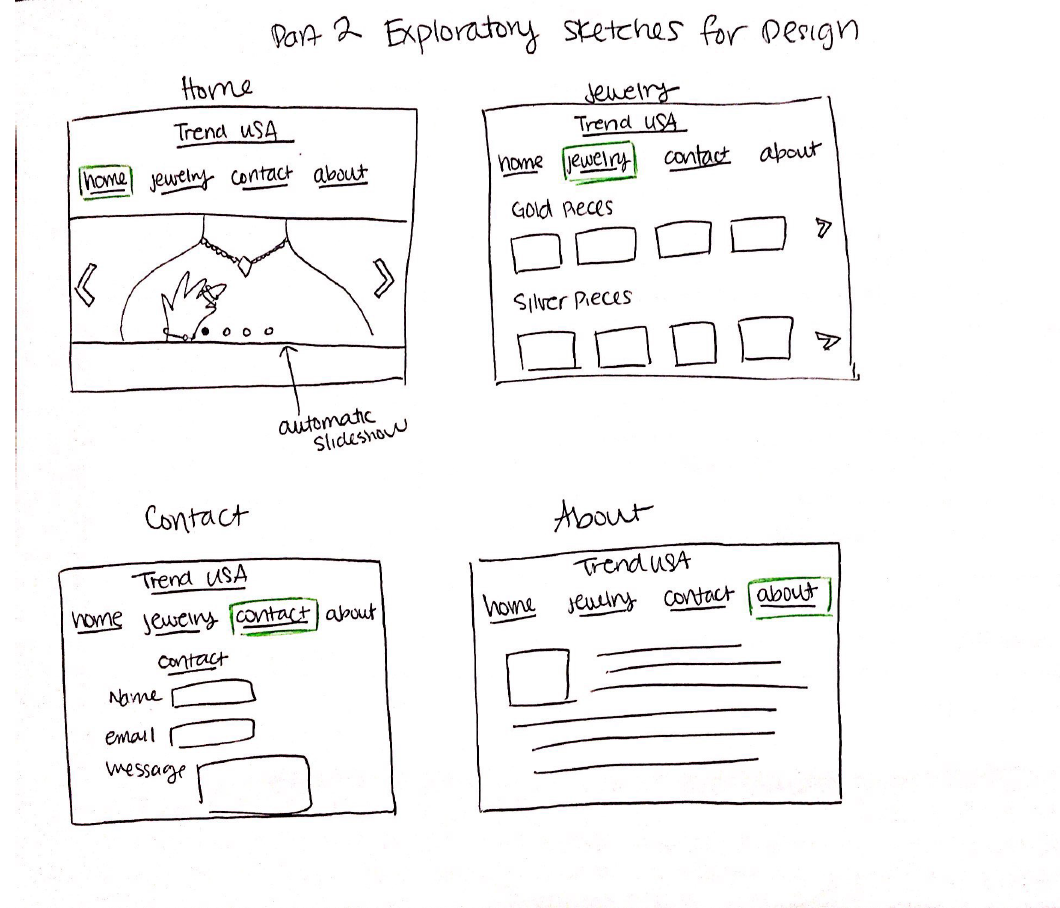 Part 2 Exploratory Sketches for Design
Home
Trend USA
home jewelry contact about
automatic
slideshow
Jewelry
Trend USA
home jewelry contact about
Gold Pieces
Silver Pieces
Contact
Trend USA
home jewelry contact about
contact
Name
email
message
About
Trend USA
home jewelry contact about